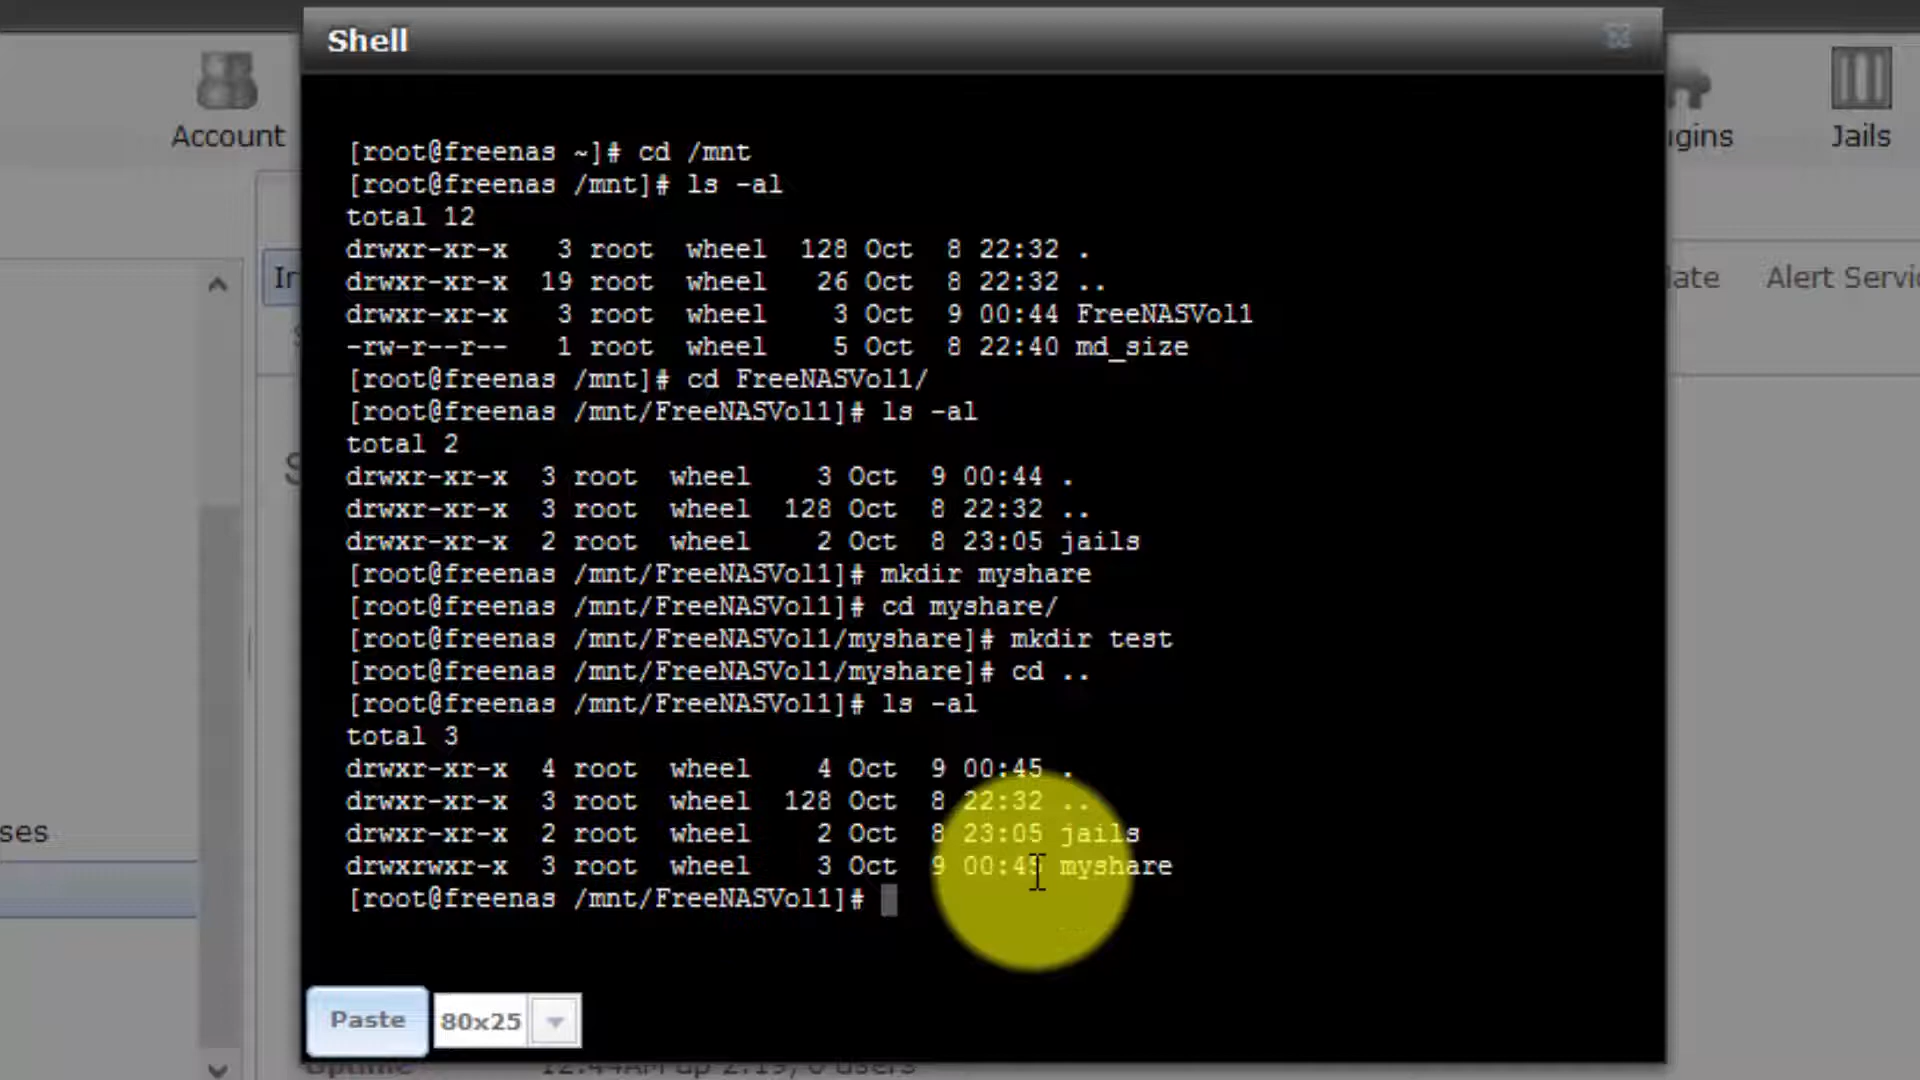 Shell
Account
igins
Jails
In
late
Alert Servic
[root@freenas ~]# cd /mnt
[root@freenas /mnt]# ls -al
total 12
drwxr-xr-x   3 root  wheel  128 Oct  8 22:32 .
drwxr-xr-x  19 root  wheel   26 Oct  8 22:32 ..
drwxr-xr-x   3 root  wheel    3 Oct  9 00:44 FreeNASVol1
-rw-r--r--   1 root  wheel    5 Oct  8 22:40 md_size
[root@freenas /mnt]# cd FreeNASVol1/
[root@freenas /mnt/FreeNASVol1]# ls -al
total 2
drwxr-xr-x  3 root  wheel    3 Oct  9 00:44 .
drwxr-xr-x  3 root  wheel  128 Oct  8 22:32 ..
drwxr-xr-x  2 root  wheel    2 Oct  8 23:05 jails
[root@freenas /mnt/FreeNASVol1]# mkdir myshare
[root@freenas /mnt/FreeNASVol1]# cd myshare/
[root@freenas /mnt/FreeNASVol1/myshare]# mkdir test
[root@freenas /mnt/FreeNASVol1/myshare]# cd ..
[root@freenas /mnt/FreeNASVol1]# ls -al
total 3
drwxr-xr-x  4 root  wheel    4 Oct  9 00:45 .
drwxr-xr-x  3 root  wheel  128 Oct  8 22:32 ..
drwxr-xr-x  2 root  wheel    2 Oct  8 23:05 jails
drwxrwxr-x  3 root  wheel    3 Oct  9 00:45 myshare
[root@freenas /mnt/FreeNASVol1]#
ses
Paste
80x25